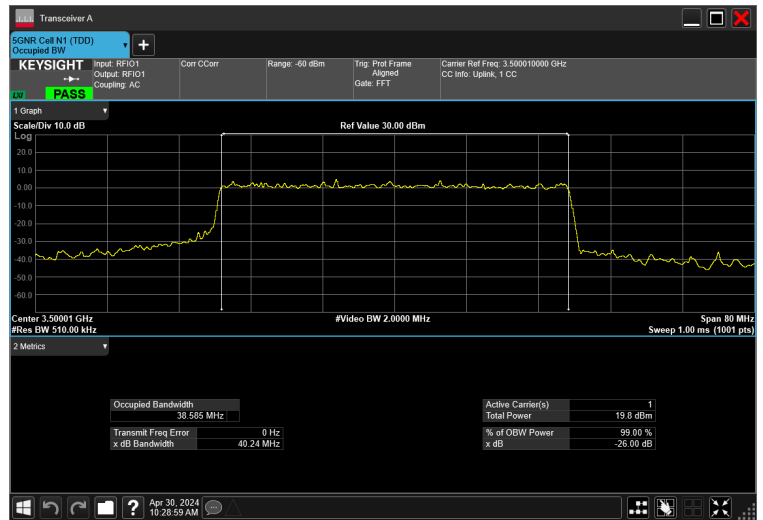 Transceiver A
5GNR Cell N1 (TDD)
Occupied BW
+
KEYSIGHT
LXI
PASS
Input: RFIO1
Output: RFIO1
Coupling: AC
Corr CCorr
Range: -60 dBm
Trig: Prot Frame
Aligned
Gate: FFT
Carrier Ref Freq: 3.500010000 GHz
CC Info: Uplink, 1 CC
1 Graph
Scale/Div 10.0 dB
Ref Value 30.00 dBm
Log
20.0
10.0
0.00
-10.0
-20.0
-30.0
-40.0
-50.0
-60.0
Center 3.50001 GHz
#Video BW 2.0000 MHz
Span 80 MHz
#Res BW 510.00 kHz
Sweep 1.00 ms (1001 pts)
2 Metrics
Occupied Bandwidth
38.585 MHz
Transmit Freq Error 0 Hz
x dB Bandwidth 40.24 MHz
Active Carrier(s) 1
Total Power 19.8 dBm
% of OBW Power 99.00 %
x dB -26.00 dB
?
Apr 30, 2024
10:28:59 AM